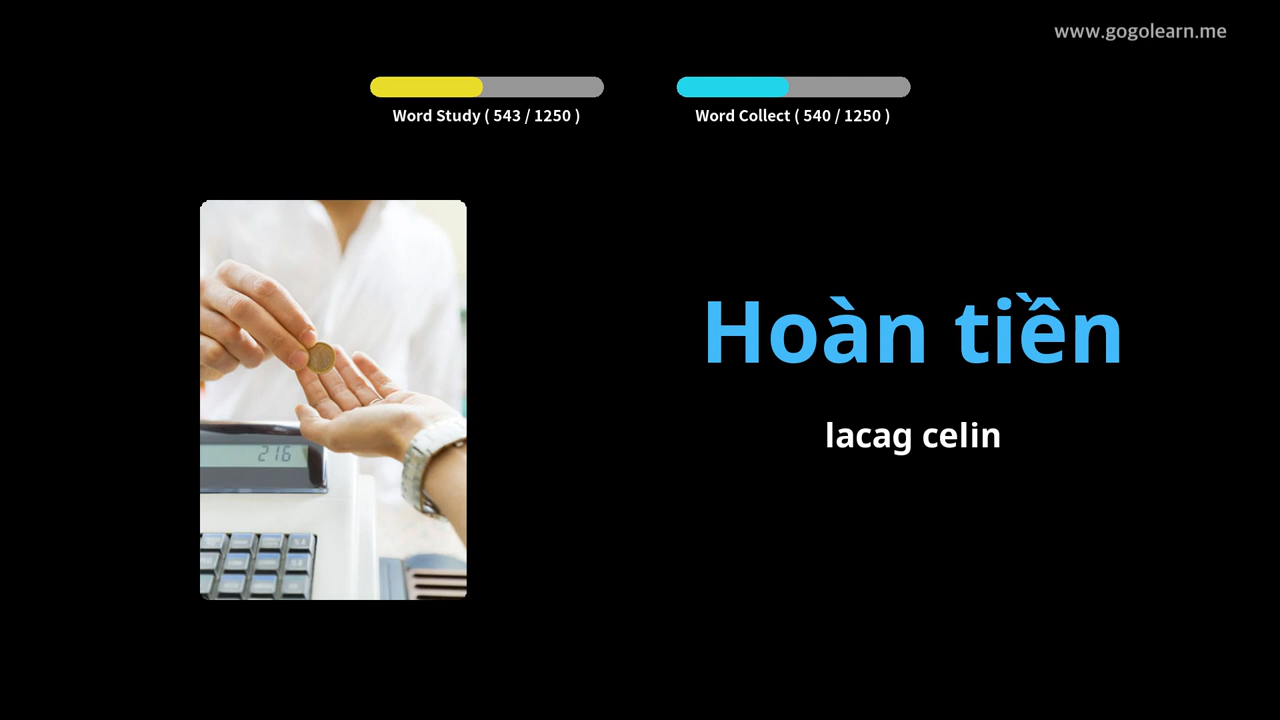 www.gogolearn.me
Word Study ( 543 / 1250 )
Word Collect ( 540 / 1250 )
Hoàn tiền
lacag celin
216